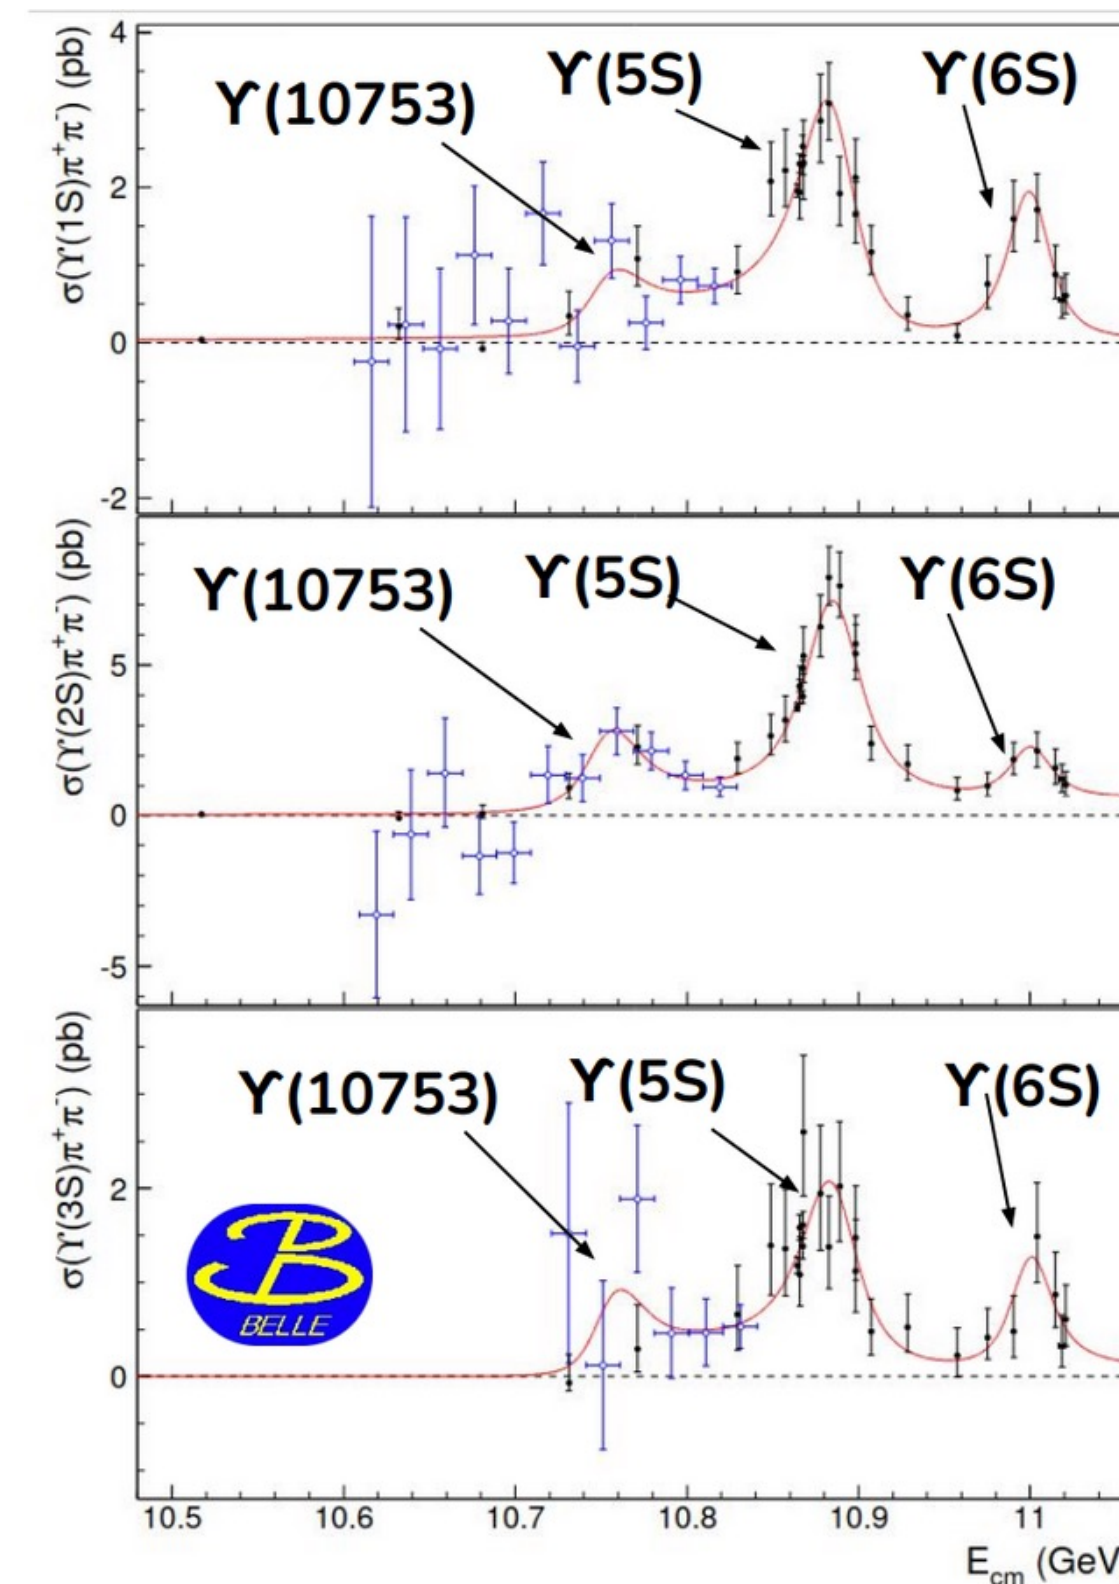 σ(ϒ(1S)π⁺π⁻) (pb)
4
2
0
-2
ϒ(10753)
ϒ(5S)
ϒ(6S)
σ(ϒ(2S)π⁺π⁻) (pb)
5
0
-5
ϒ(10753)
ϒ(5S)
ϒ(6S)
σ(ϒ(3S)π⁺π⁻) (pb)
2
0
ϒ(10753)
ϒ(5S)
ϒ(6S)
B
BELLE
10.5 10.6 10.7 10.8 10.9 11
E_cm (GeV